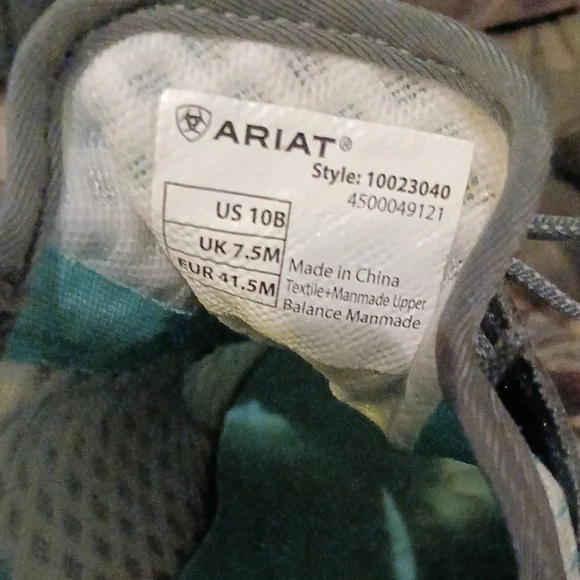 ARIAT®
Style: 10023040
4500049121
US 10B
UK 7.5M
EUR 41.5M
Made in China
Textile+Manmade Upper
Balance Manmade